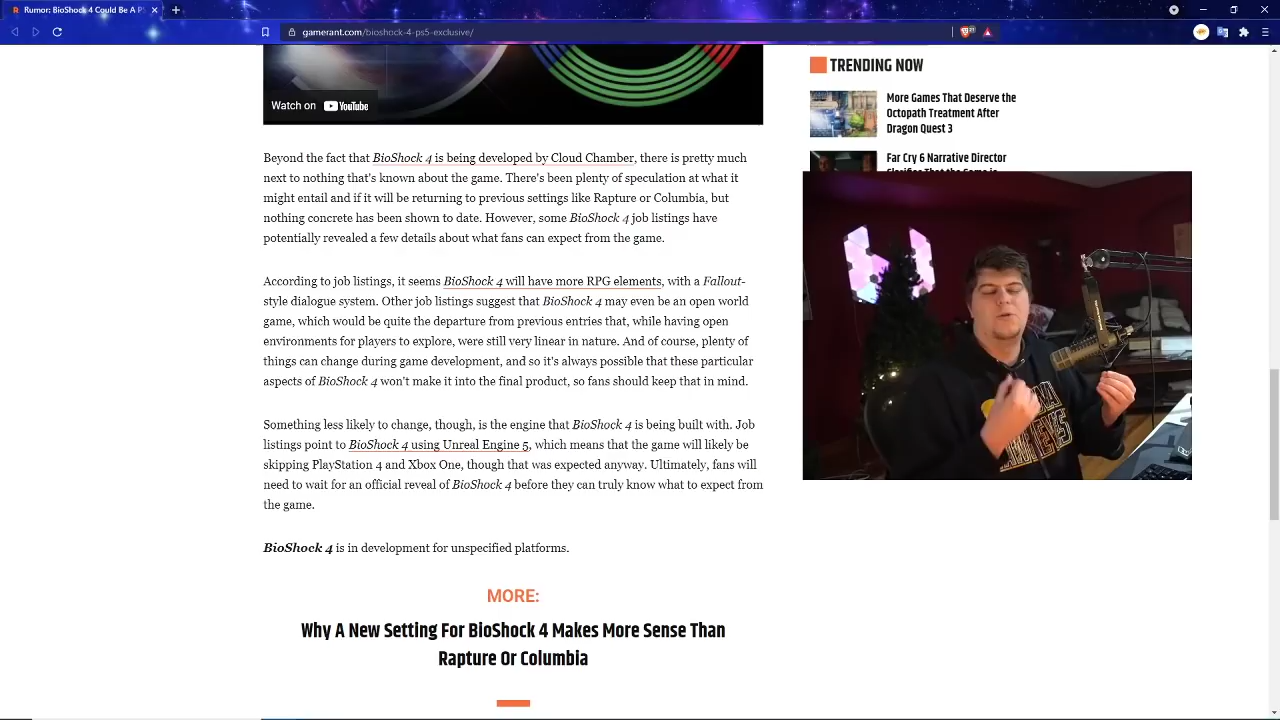 Rumor: BioShock 4 Could Be A P
gamerant.com/bioshock-4-ps5-exclusive/
Watch on YouTube
Beyond the fact that BioShock 4 is being developed by Cloud Chamber, there is pretty much
next to nothing that's known about the game. There's been plenty of speculation at what it
might entail and if it will be returning to previous settings like Rapture or Columbia, but
nothing concrete has been shown to date. However, some BioShock 4 job listings have
potentially revealed a few details about what fans can expect from the game.
According to job listings, it seems BioShock 4 will have more RPG elements, with a Fallout-
style dialogue system. Other job listings suggest that BioShock 4 may even be an open world
game, which would be quite the departure from previous entries that, while having open
environments for players to explore, were still very linear in nature. And of course, plenty of
things can change during game development, and so it's always possible that these particular
aspects of BioShock 4 won't make it into the final product, so fans should keep that in mind.
Something less likely to change, though, is the engine that BioShock 4 is being built with. Job
listings point to BioShock 4 using Unreal Engine 5, which means that the game will likely be
skipping PlayStation 4 and Xbox One, though that was expected anyway. Ultimately, fans will
need to wait for an official reveal of BioShock 4 before they can truly know what to expect from
the game.
BioShock 4 is in development for unspecified platforms.
MORE:
Why A New Setting For BioShock 4 Makes More Sense Than
Rapture Or Columbia
TRENDING NOW
More Games That Deserve the
Octopath Treatment After
Dragon Quest 3
Far Cry 6 Narrative Director